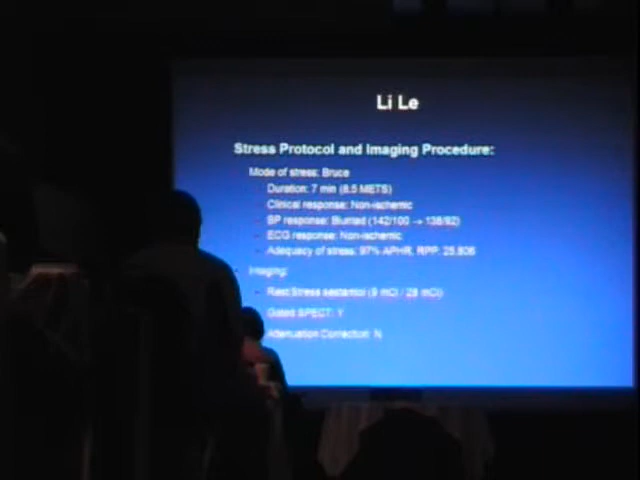 Li Le
Stress Protocol and Imaging Procedure:
Mode of stress: Bruce
Duration: 7 min (8.5 METS)
Clinical response: Non-ischemic
BP response: Blunted (142/100 → 138/92)
ECG response: Non-ischemic
Adequacy of stress: 97% APHR, RPP:
Imaging:
Rest/Stress sestamibi (9 mCi / 28 mCi)
Gated SPECT: Y
Attenuation Correction: N